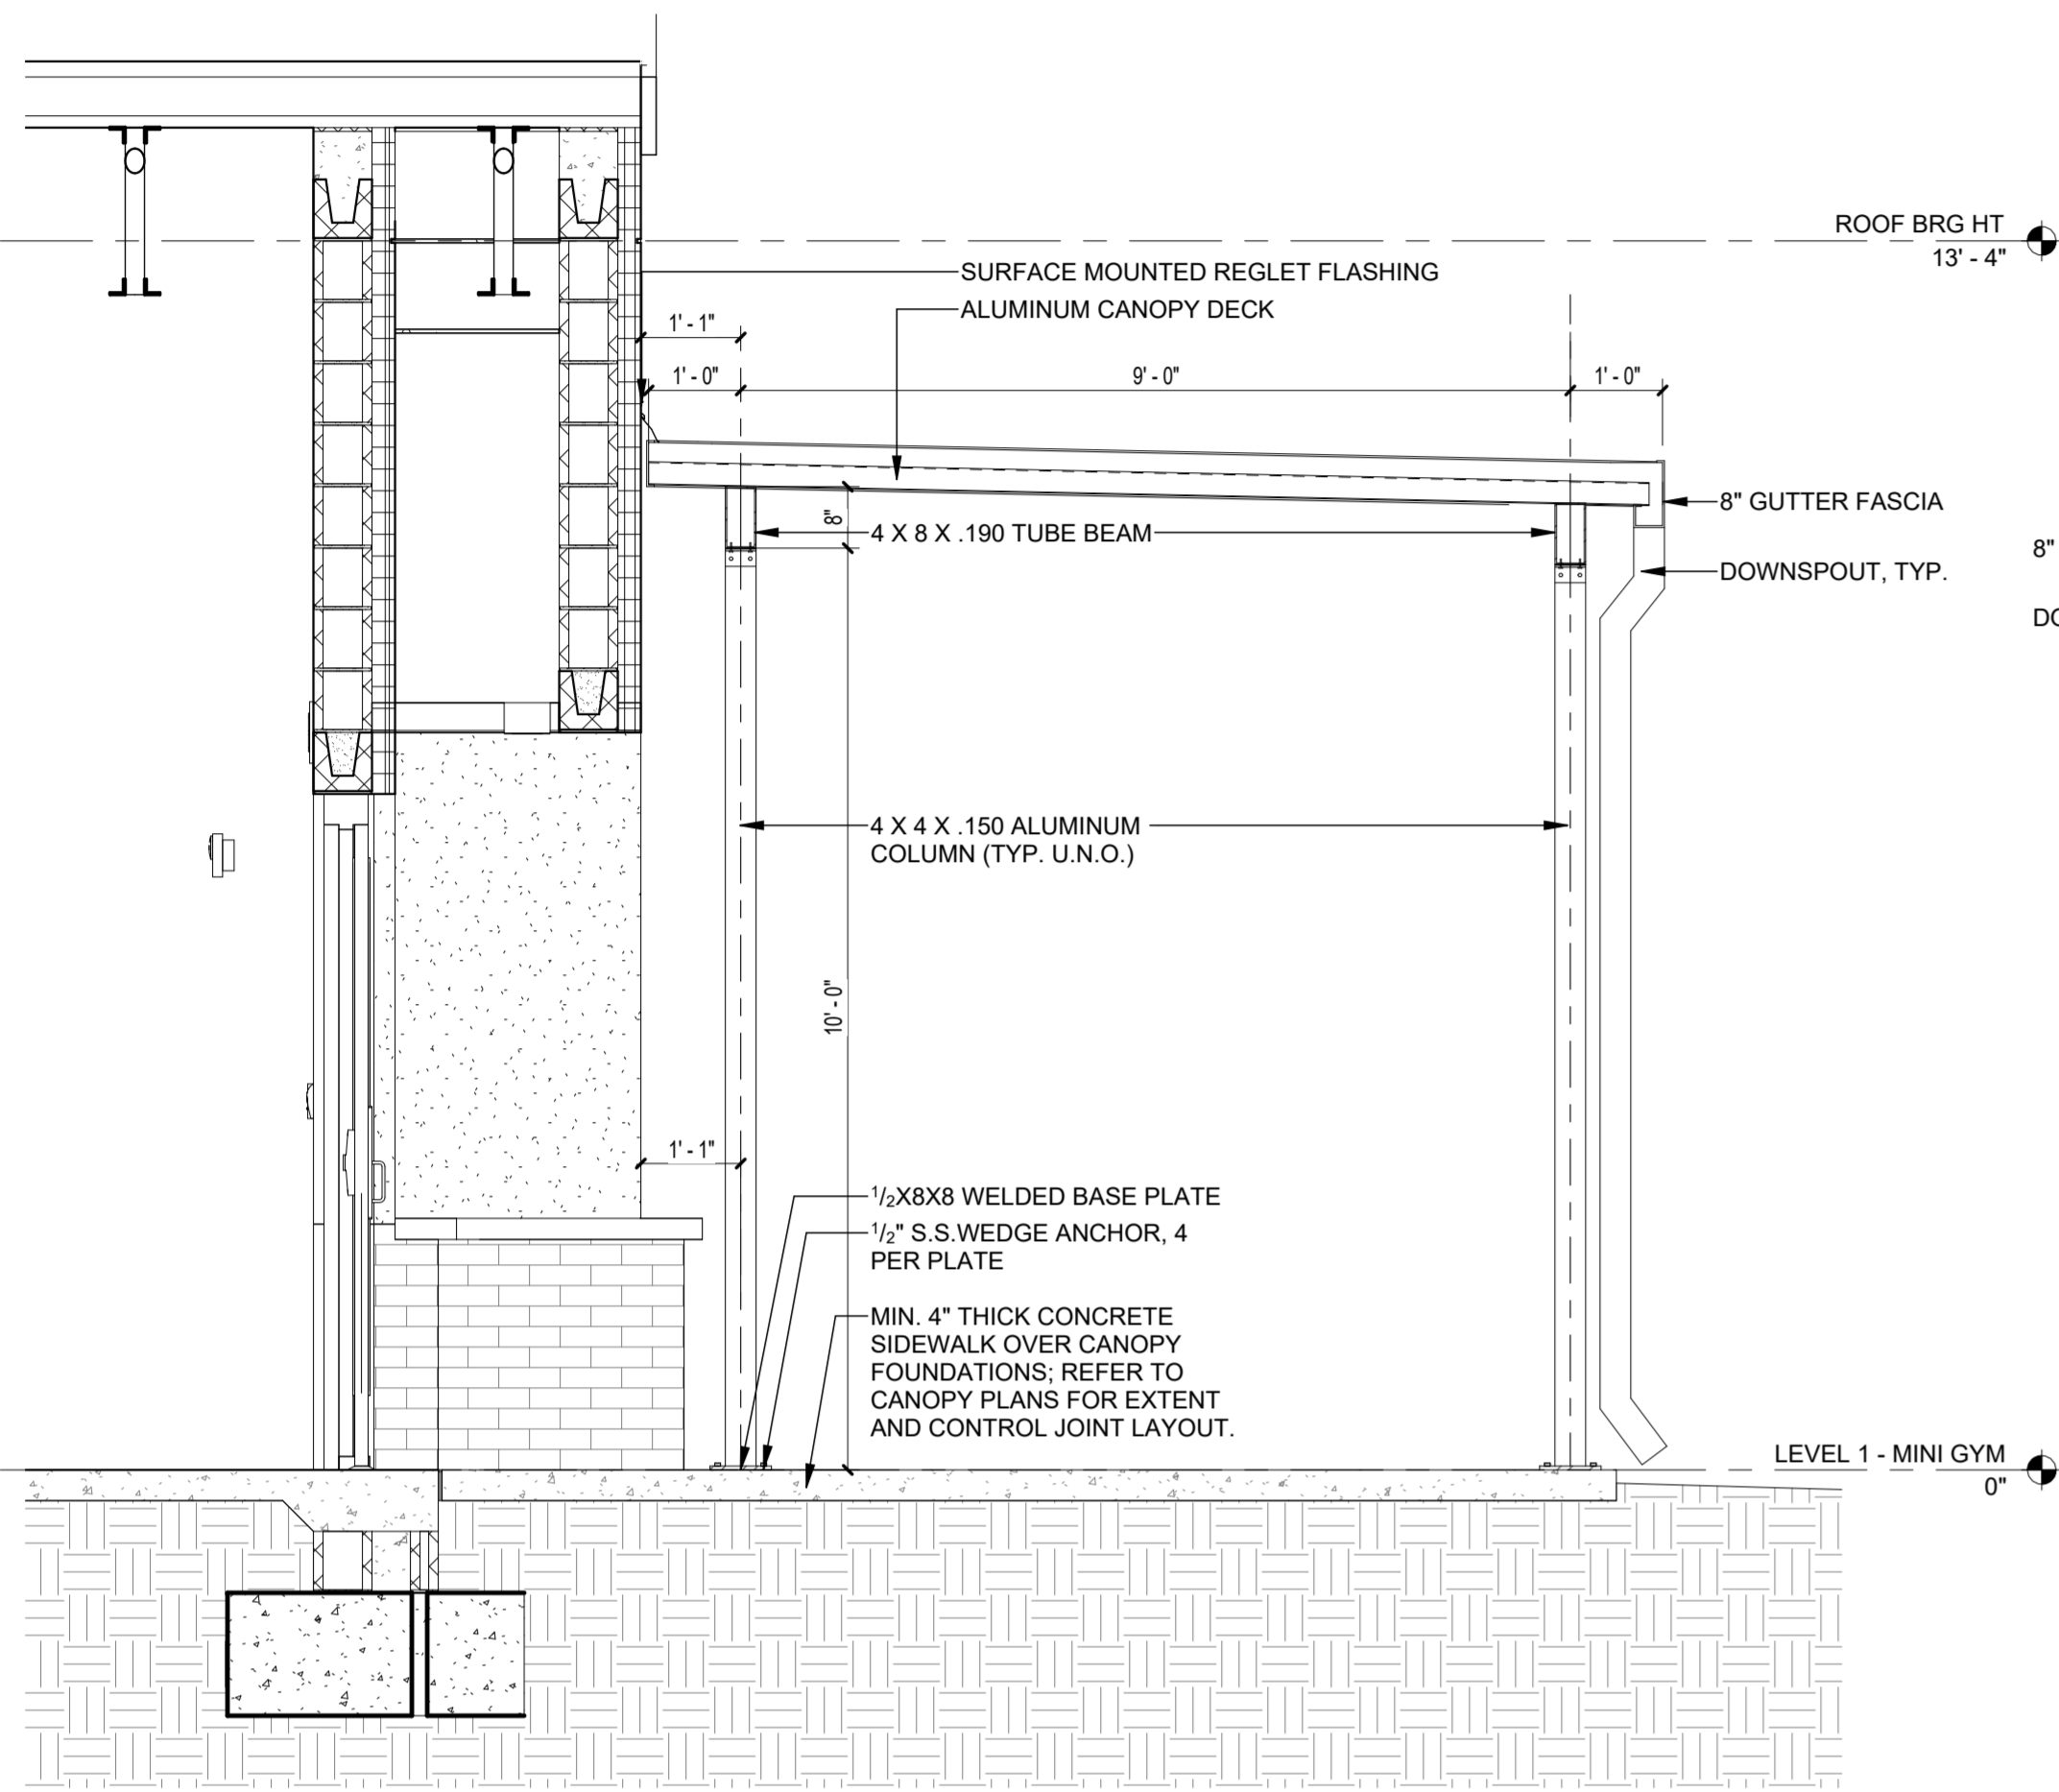 ROOF BRG HT
13' - 4"
SURFACE MOUNTED REGLET FLASHING
ALUMINUM CANOPY DECK
1' - 1"
1' - 0"
9' - 0"
1' - 0"
8" GUTTER FASCIA
8"
4 X 8 X .190 TUBE BEAM
8"
DOWNSPOUT, TYP.
DO
4 X 4 X .150 ALUMINUM
COLUMN (TYP. U.N.O.)
10' - 0"
1' - 1"
1/2X8X8 WELDED BASE PLATE
1/2" S.S.WEDGE ANCHOR, 4
PER PLATE
MIN. 4" THICK CONCRETE
SIDEWALK OVER CANOPY
FOUNDATIONS; REFER TO
CANOPY PLANS FOR EXTENT
AND CONTROL JOINT LAYOUT.
LEVEL 1 - MINI GYM
0"